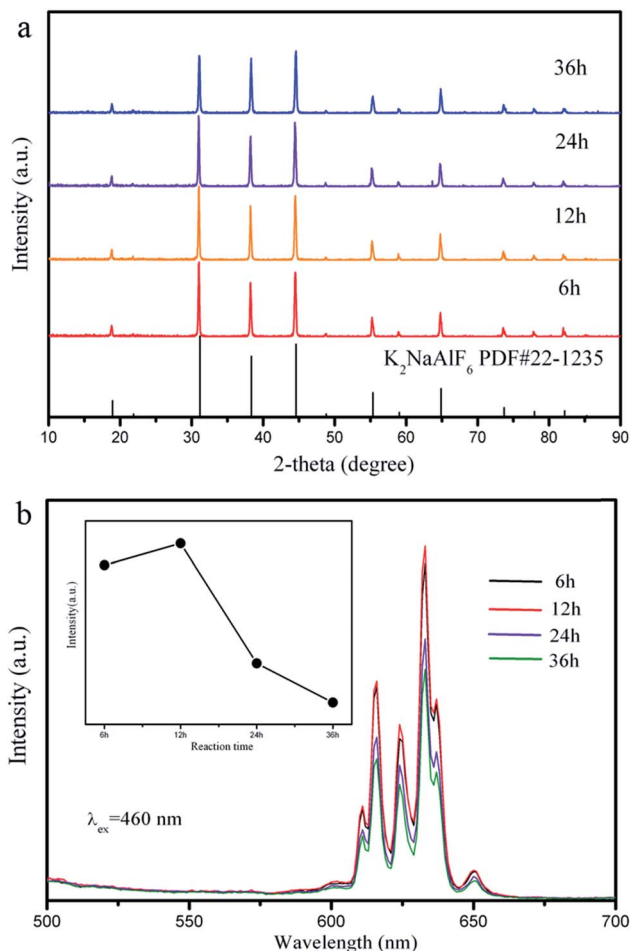 a
36h
24h
12h
6h
K₂NaAlF₆ PDF#22-1235
Intensity (a.u.)
10 20 30 40 50 60 70 80 90
2-theta (degree)
b
Intensity(a.u.)
6h 12h 24h 36h
Reaction time
6h
12h
24h
36h
λex=460 nm
Intensity (a.u.)
500 550 600 650 700
Wavelength (nm)